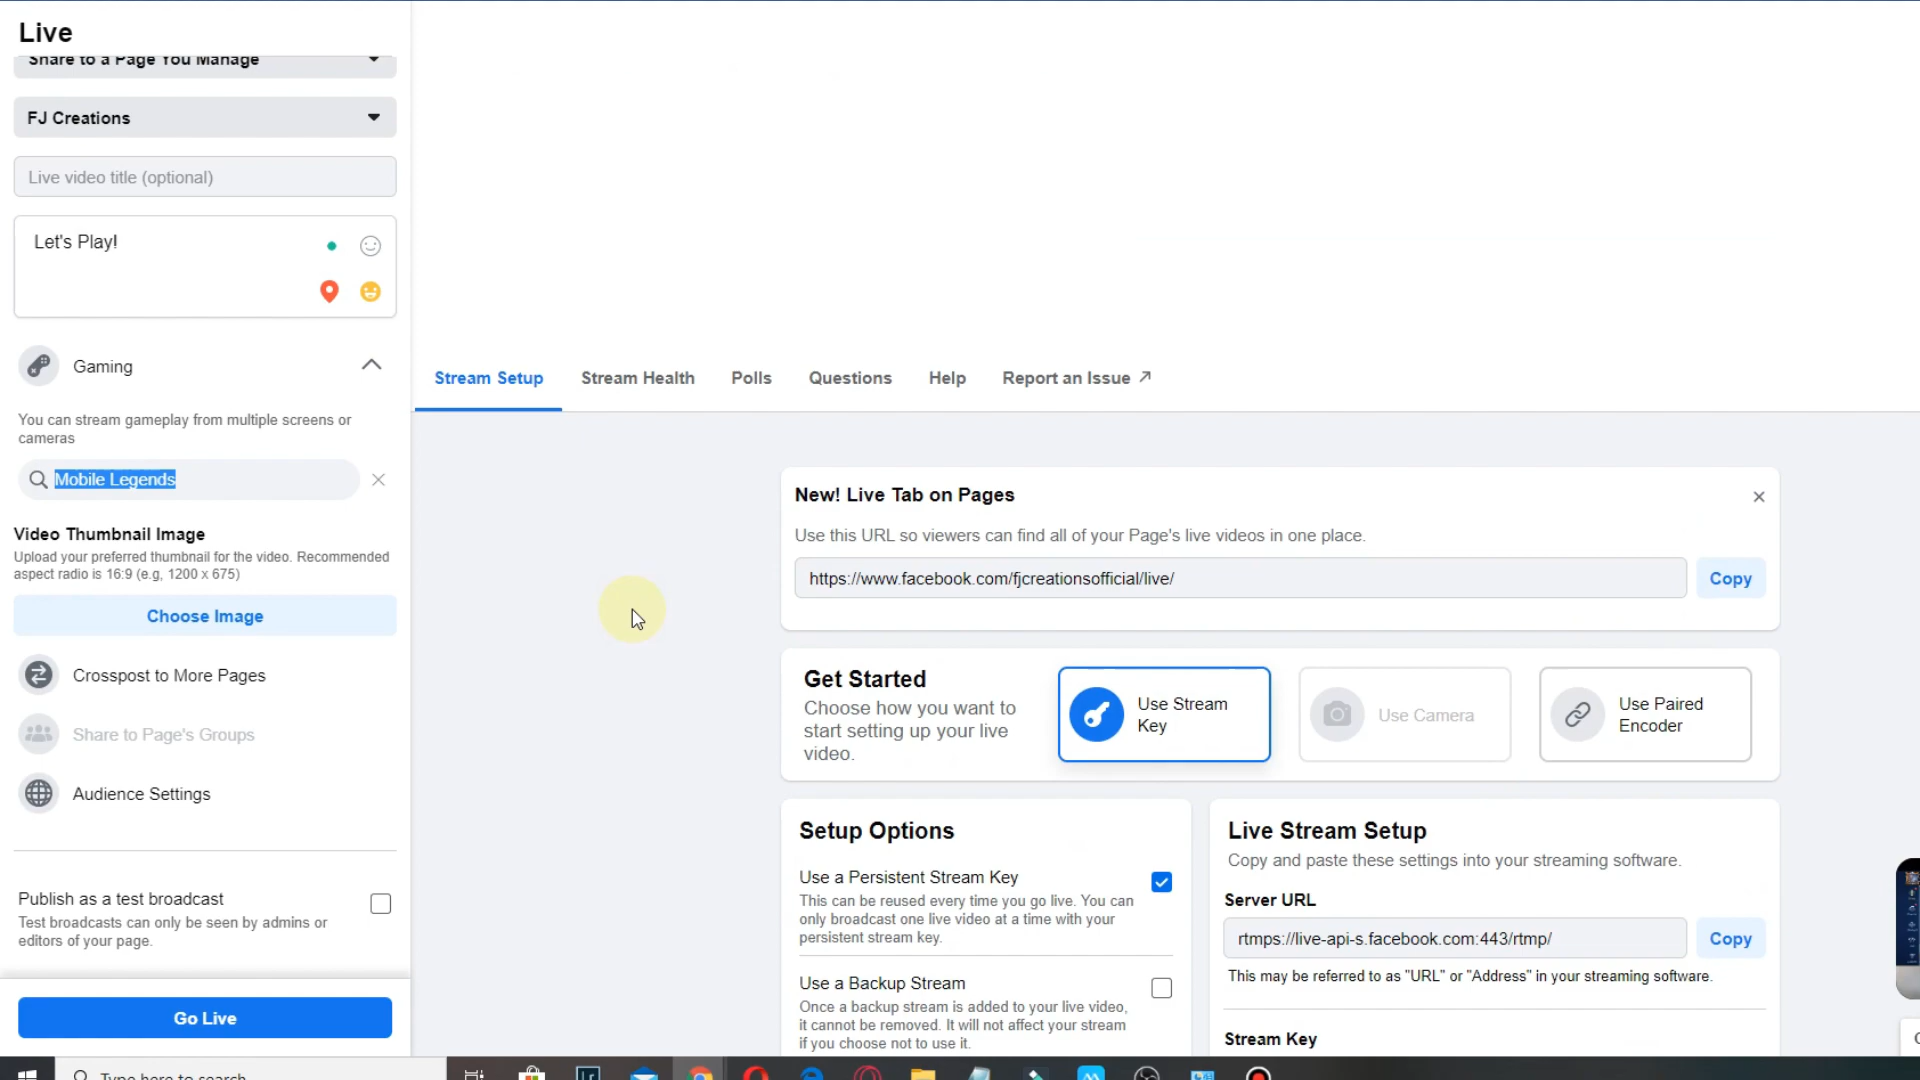 Live
Share to a Page You Manage
FJ Creations
Live video title (optional)
Let's Play!
Gaming
You can stream gameplay from multiple screens or
cameras
Mobile Legends
Video Thumbnail Image
Upload your preferred thumbnail for the video. Recommended
aspect radio is 16:9 (e.g, 1200 x 675)
Choose Image
Crosspost to More Pages
Share to Page's Groups
Audience Settings
Publish as a test broadcast
Test broadcasts can only be seen by admins or
editors of your page.
Go Live
Stream Setup Stream Health Polls Questions Help Report an Issue
New! Live Tab on Pages
Use this URL so viewers can find all of your Page's live videos in one place.
https://www.facebook.com/fjcreationsofficial/live/ Copy
Get Started
Choose how you want to
start setting up your live
video.
Use Stream
Key
Use Camera
Use Paired
Encoder
Setup Options
Use a Persistent Stream Key
This can be reused every time you go live. You can
only broadcast one live video at a time with your
persistent stream key.
Use a Backup Stream
Once a backup stream is added to your live video,
it cannot be removed. It will not affect your stream
if you choose not to use it.
Live Stream Setup
Copy and paste these settings into your streaming software.
Server URL
rtmps://live-api-s.facebook.com:443/rtmp/ Copy
This may be referred to as "URL" or "Address" in your streaming software.
Stream Key
Type here to search
Lr